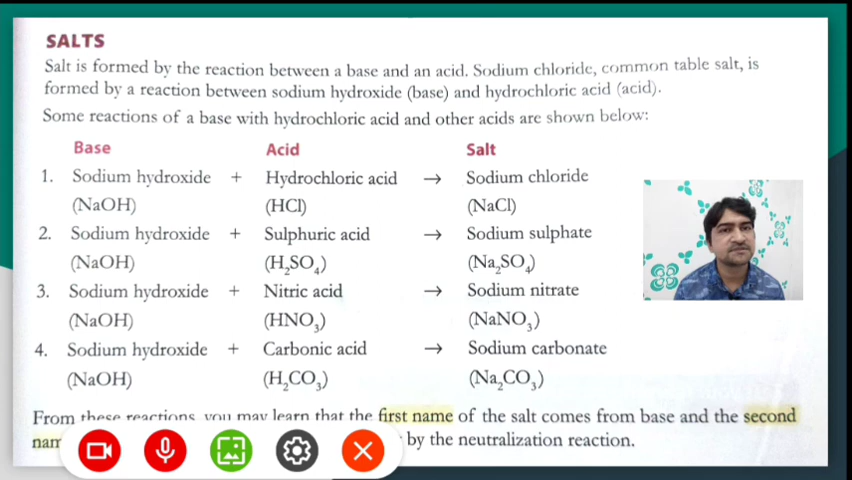 SALTS
Salt is formed by the reaction between a base and an acid. Sodium chloride, common table salt, is
formed by a reaction between sodium hydroxide (base) and hydrochloric acid (acid).
Some reactions of a base with hydrochloric acid and other acids are shown below:
Base Acid Salt
1. Sodium hydroxide + Hydrochloric acid → Sodium chloride
(NaOH) (HCl) (NaCl)
2. Sodium hydroxide + Sulphuric acid → Sodium sulphate
(NaOH) (H₂SO₄) (Na₂SO₄)
3. Sodium hydroxide + Nitric acid → Sodium nitrate
(NaOH) (HNO₃) (NaNO₃)
4. Sodium hydroxide + Carbonic acid → Sodium carbonate
(NaOH) (H₂CO₃) (Na₂CO₃)
From these reactions, you may learn that the first name of the salt comes from base and the second
by the neutralization reaction.